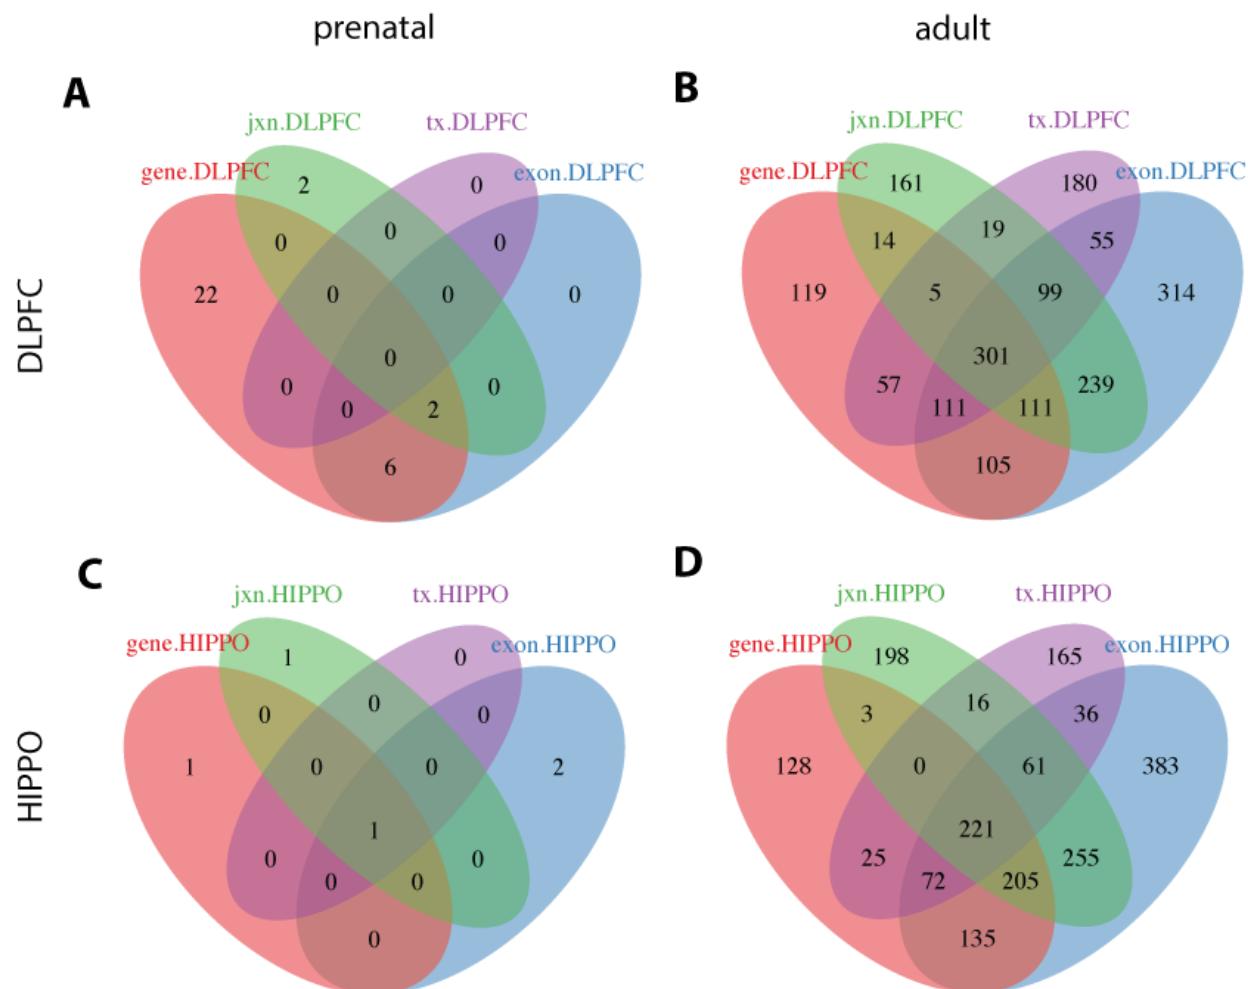 prenatal
adult
A
jxn.DLPFC
tx.DLPFC
gene.DLPFC
exon.DLPFC
2
0
0
0
0
22
0
0
0
0
0
0
0
2
6
B
jxn.DLPFC
tx.DLPFC
gene.DLPFC
exon.DLPFC
161
180
19
14
55
119
5
99
314
301
57
239
111
111
105
DLPFC
C
jxn.HIPPO
tx.HIPPO
gene.HIPPO
exon.HIPPO
1
0
0
0
0
1
0
0
2
1
0
0
0
0
0
D
jxn.HIPPO
tx.HIPPO
gene.HIPPO
exon.HIPPO
198
165
16
3
36
128
0
61
383
221
25
255
72
205
135
HIPPO